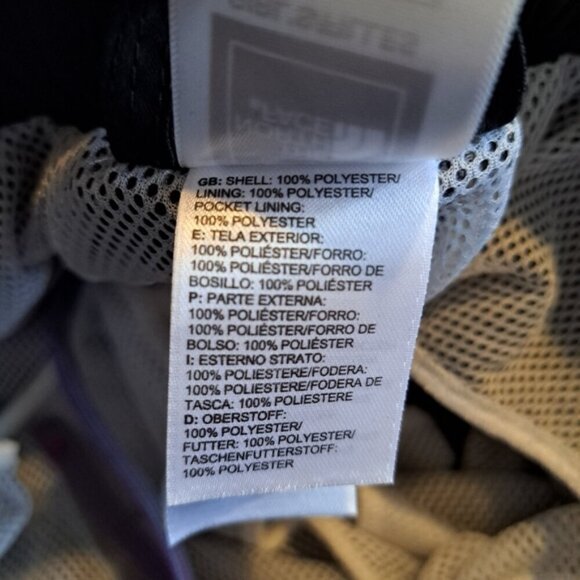 GB: SHELL: 100% POLYESTER/
LINING: 100% POLYESTER/
POCKET LINING:
100% POLYESTER
E: TELA EXTERIOR:
100% POLIÉSTER/FORRO:
100% POLIÉSTER/FORRO DE
BOSILLO: 100% POLIÉSTER
P: PARTE EXTERNA:
100% POLIÉSTER/FORRO:
100% POLIÉSTER/FORRO DE
BOLSO: 100% POLIÉSTER
I: ESTERNO STRATO:
100% POLIESTERE/FODERA:
100% POLIESTERE/FODERA DE
TASCA: 100% POLIESTERE
D: OBERSTOFF:
100% POLYESTER/
FUTTER: 100% POLYESTER/
TASCHENFUTTERSTOFF:
100% POLYESTER